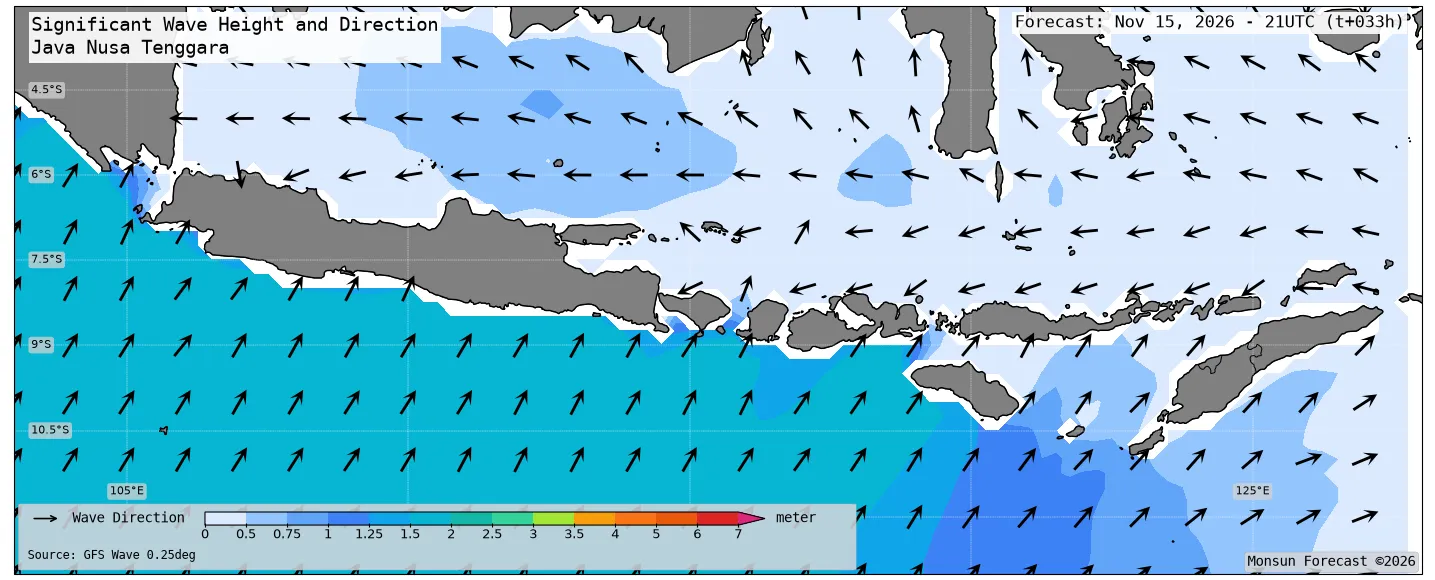 Significant Wave Height and Direction
Java Nusa Tenggara
Forecast: Nov 15, 2026 - 21UTC (t+033h)
4.5°S
6°S
7.5°S
9°S
10.5°S
105°E
125°E
Wave Direction
0 0.5 0.75 1 1.25 1.5 2 2.5 3 3.5 4 5 6 7
meter
Source: GFS Wave 0.25deg
Monsun Forecast ©2026